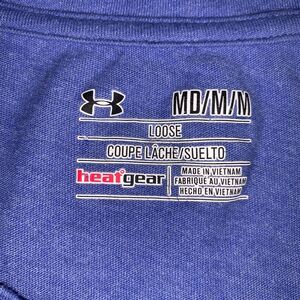 MD/M/M
LOOSE
COUPE LÂCHE/SUELTO
heatgear
MADE IN VIETNAM
FABRIQUÉ AU VIETNAM
HECHO EN VIETNAM